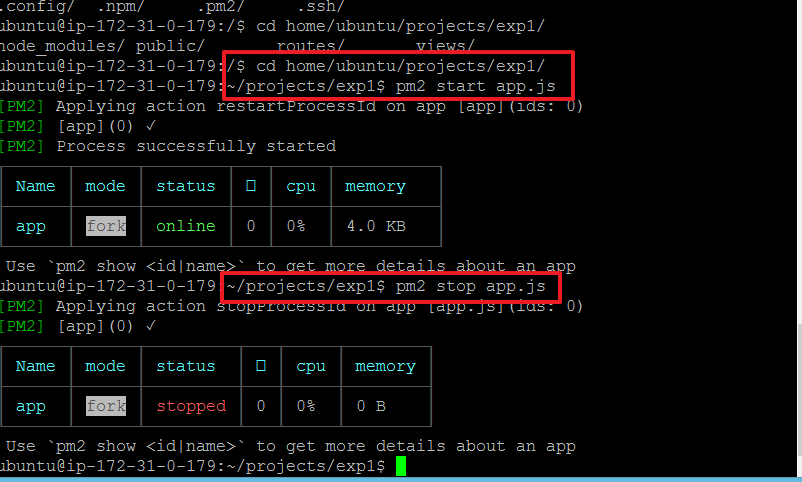 .config/ .npm/ .pm2/ .ssh/
ubuntu@ip-172-31-0-179:/$ cd home/ubuntu/projects/exp1/
node_modules/ public/ routes/ views/
ubuntu@ip-172-31-0-179:/$ cd home/ubuntu/projects/exp1/
ubuntu@ip-172-31-0-179:~/projects/exp1$ pm2 start app.js
[PM2] Applying action restartProcessId on app [app](ids: 0)
[PM2] [app](0) ✓
[PM2] Process successfully started
Name mode status cpu memory
app fork online 0 0% 4.0 KB
Use `pm2 show <id|name>` to get more details about an app
ubuntu@ip-172-31-0-179:~/projects/exp1$ pm2 stop app.js
[PM2] Applying action stopProcessId on app [app.js](ids: 0)
[PM2] [app](0) ✓
Name mode status cpu memory
app fork stopped 0 0% 0 B
Use `pm2 show <id|name>` to get more details about an app
ubuntu@ip-172-31-0-179:~/projects/exp1$